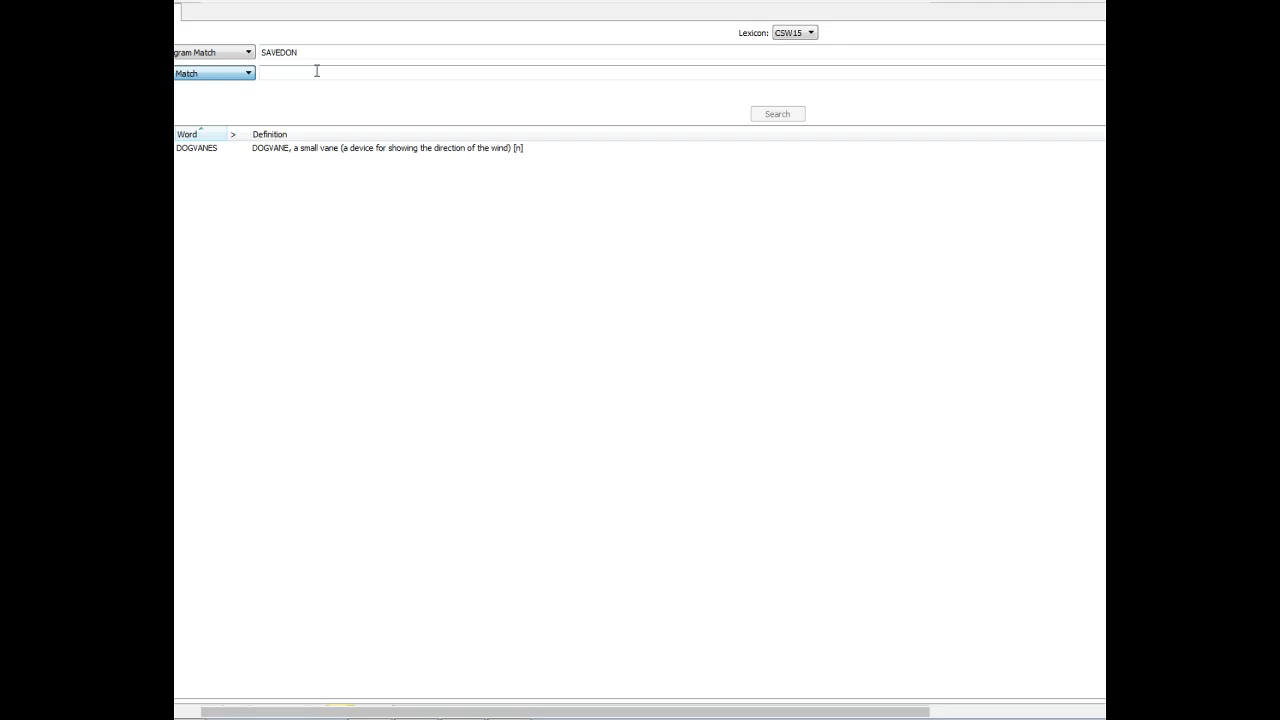 Lexicon: CSW15
gram Match SAVEDON
Match
Search
Word > Definition
DOGVANES DOGVANE, a small vane (a device for showing the direction of the wind) [n]